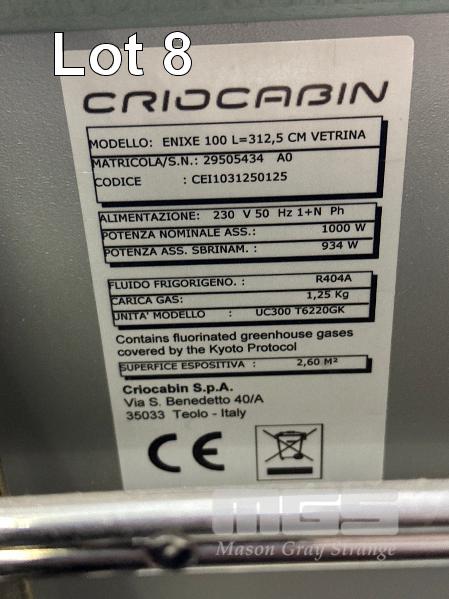 Lot 8
CRIOCABIN
MODELLO: ENIXE 100 L=312,5 CM VETRINA
MATRICOLA/S.N.: 29505434 A0
CODICE : CEI1031250125
ALIMENTAZIONE: 230 V 50 Hz 1+N Ph
POTENZA NOMINALE ASS.: 1000 W
POTENZA ASS. SBRINAM. : 934 W
FLUIDO FRIGORIGENO. : R404A
CARICA GAS: 1,25 Kg
UNITA' MODELLO : UC300 T6220GK
Contains fluorinated greenhouse gases
covered by the Kyoto Protocol
SUPERFICE ESPOSITIVA : 2,60 M²
Criocabin S.p.A.
Via S. Benedetto 40/A
35033 Teolo - Italy
CE
MGS
Mason Gray Strange